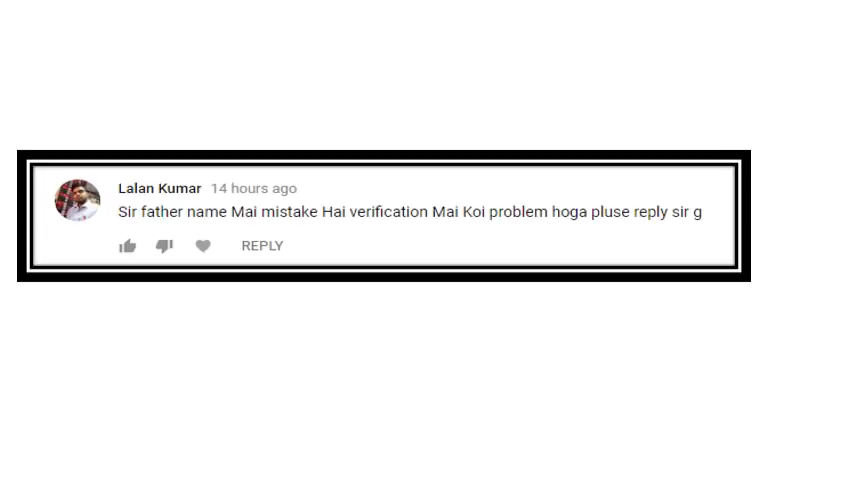 Lalan Kumar 14 hours ago
Sir father name Mai mistake Hai verification Mai Koi problem hoga pluse reply sir g
REPLY